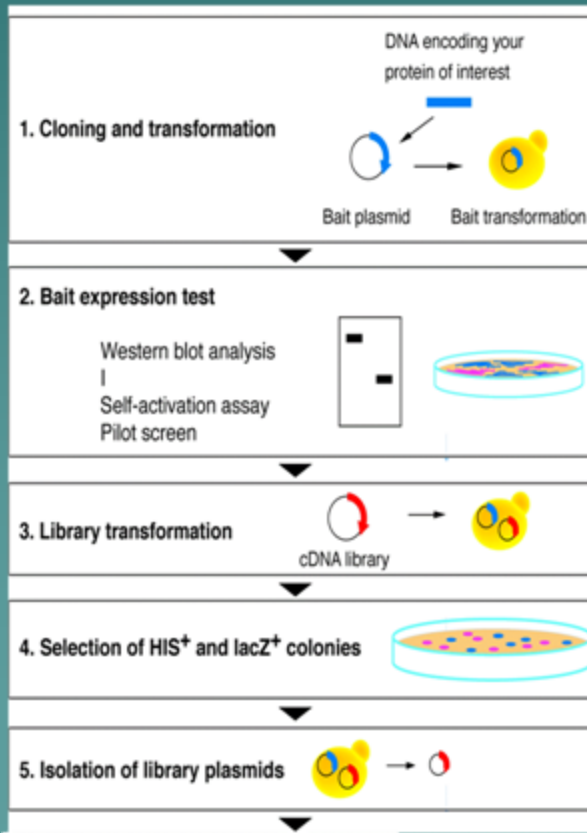 DNA encoding your
protein of interest
1. Cloning and transformation
Bait plasmid
Bait transformation
2. Bait expression test
Western blot analysis
I
Self-activation assay
Pilot screen
3. Library transformation
cDNA library
4. Selection of HIS+ and lacZ+ colonies
5. Isolation of library plasmids